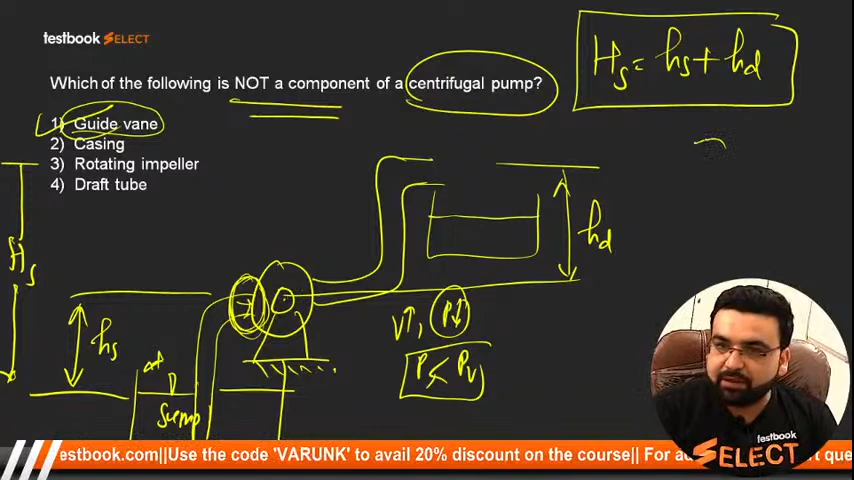 testbook SELECT
Hs = hs + hd
Which of the following is NOT a component of a centrifugal pump?
1) Guide vane
2) Casing
3) Rotating impeller
4) Draft tube
Hs
hd
hs
V↑, P↓
P < Pv
Sump
testbook
SELECT
estbook.com||Use the code 'VARUNK' to avail 20% discount on the course|| For a
t que